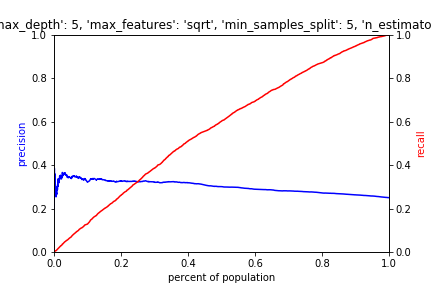 max_depth': 5, 'max_features': 'sqrt', 'min_samples_split': 5, 'n_estimato
1.0 1.0
0.8 0.8
0.6 0.6
precision recall
0.4 0.4
0.2 0.2
0.0 0.0
0.0 0.2 0.4 0.6 0.8 1.0
percent of population